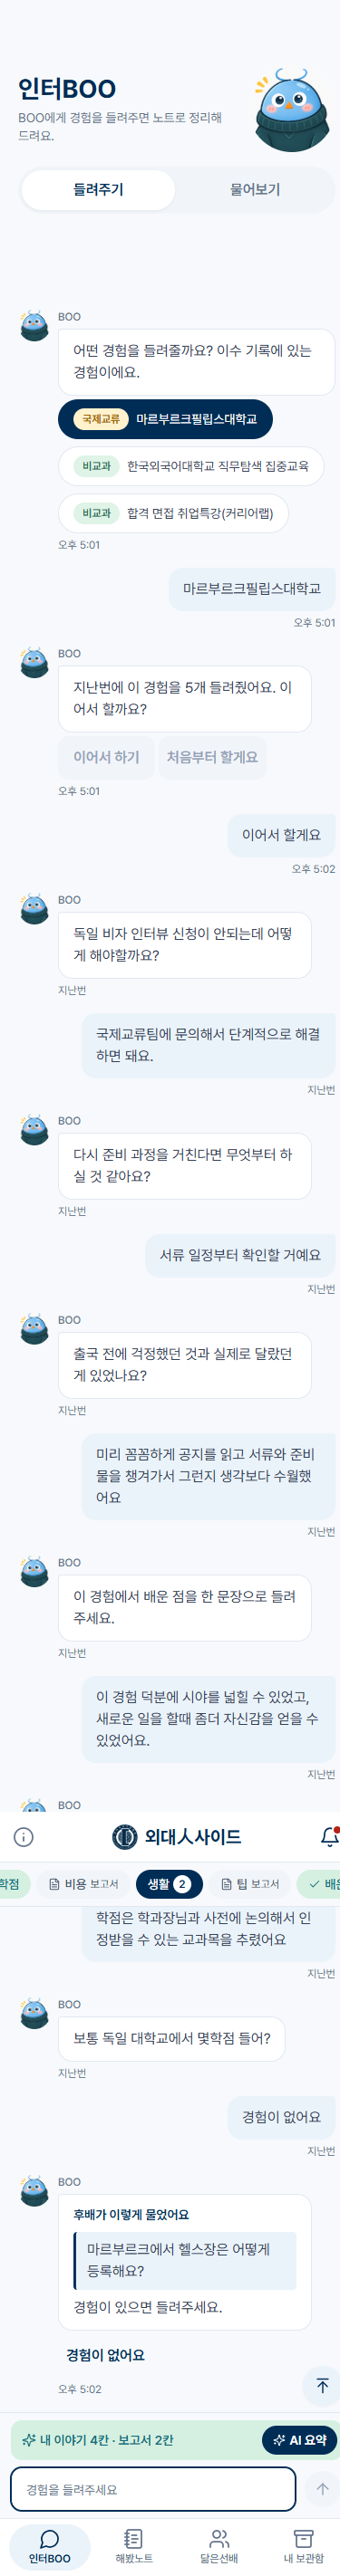 인터BOO
BOO에게 경험을 들려주면 노트로 정리해
드려요.
들려주기
물어보기
BOO
어떤 경험을 들려줄까요? 이수 기록에 있는
경험이에요.
국제교류 마르부르크필립스대학교
비교과 한국외국어대학교 직무탐색 집중교육
비교과 합격 면접 취업특강(커리어랩)
오후 5:01
마르부르크필립스대학교
오후 5:01
BOO
지난번에 이 경험을 5개 들려줬어요. 이
어서 할까요?
이어서 하기 처음부터 할게요
오후 5:01
이어서 할게요
오후 5:02
BOO
독일 비자 인터뷰 신청이 안되는데 어떻
게 해야할까요?
지난번
국제교류팀에 문의해서 단계적으로 해결
하면 돼요.
지난번
BOO
다시 준비 과정을 거친다면 무엇부터 하
실 것 같아요?
지난번
서류 일정부터 확인할 거예요
지난번
BOO
출국 전에 걱정했던 것과 실제로 달랐던
게 있었나요?
지난번
미리 꼼꼼하게 공지를 읽고 서류와 준비
물을 챙겨가서 그런지 생각보다 수월했
어요
지난번
BOO
이 경험에서 배운 점을 한 문장으로 들려
주세요.
지난번
이 경험 덕분에 시야를 넓힐 수 있었고,
새로운 일을 할때 좀더 자신감을 얻을 수
있었어요.
지난번
BOO
외대人사이드
학점 비용 보고서 생활 2 팁 보고서 배운
학점은 학과장님과 사전에 논의해서 인
정받을 수 있는 교과목을 추렸어요
지난번
BOO
보통 독일 대학교에서 몇학점 들어?
지난번
경험이 없어요
지난번
BOO
후배가 이렇게 물었어요
마르부르크에서 헬스장은 어떻게
등록해요?
경험이 있으면 들려주세요.
경험이 없어요
오후 5:02
내 이야기 4칸 · 보고서 2칸
AI 요약
경험을 들려주세요
인터BOO
해봤노트
닮은선배
내 보관함